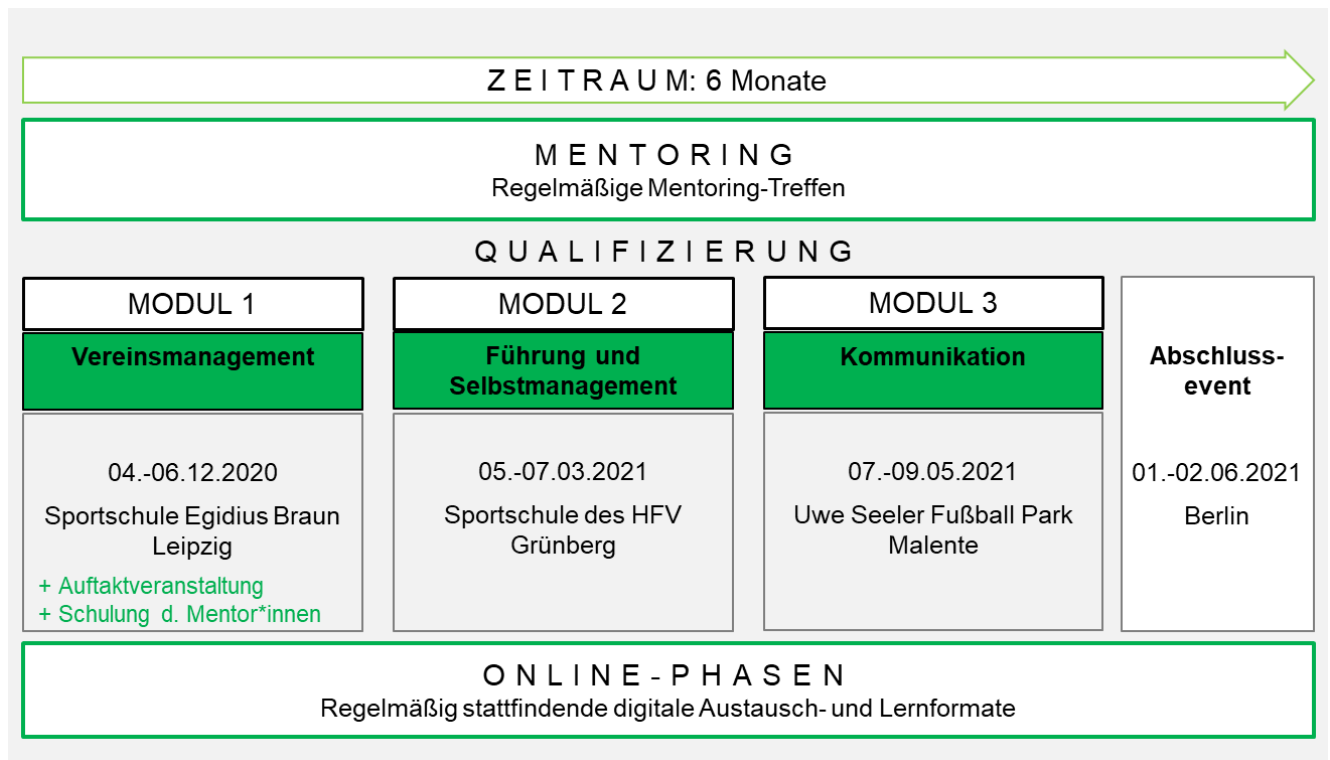 Z E I T R A U M: 6 Monate
M E N T O R I N G
Regelmäßige Mentoring-Treffen
Q U A L I F I Z I E R U N G
MODUL 1
Vereinsmanagement
04.-06.12.2020
Sportschule Egidius Braun
Leipzig
+ Auftaktveranstaltung
+ Schulung d. Mentor*innen
MODUL 2
Führung und
Selbstmanagement
05.-07.03.2021
Sportschule des HFV
Grünberg
MODUL 3
Kommunikation
07.-09.05.2021
Uwe Seeler Fußball Park
Malente
Abschluss-
event
01.-02.06.2021
Berlin
O N L I N E - P H A S E N
Regelmäßig stattfindende digitale Austausch- und Lernformate